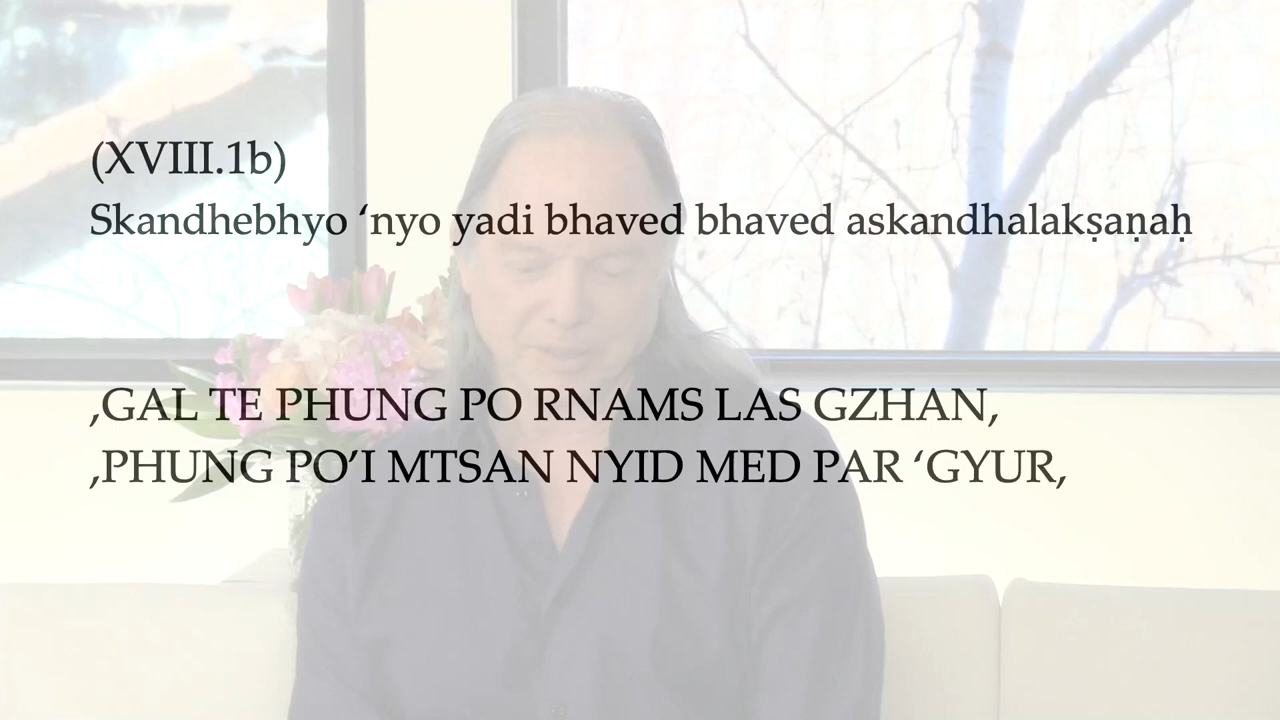 (XVIII.1b)
Skandhebhyo ‘nyo yadi bhaved bhaved askandhalakṣaṇaḥ
,GAL TE PHUNG PO RNAMS LAS GZHAN,
,PHUNG PO’I MTSAN NYID MED PAR ‘GYUR,